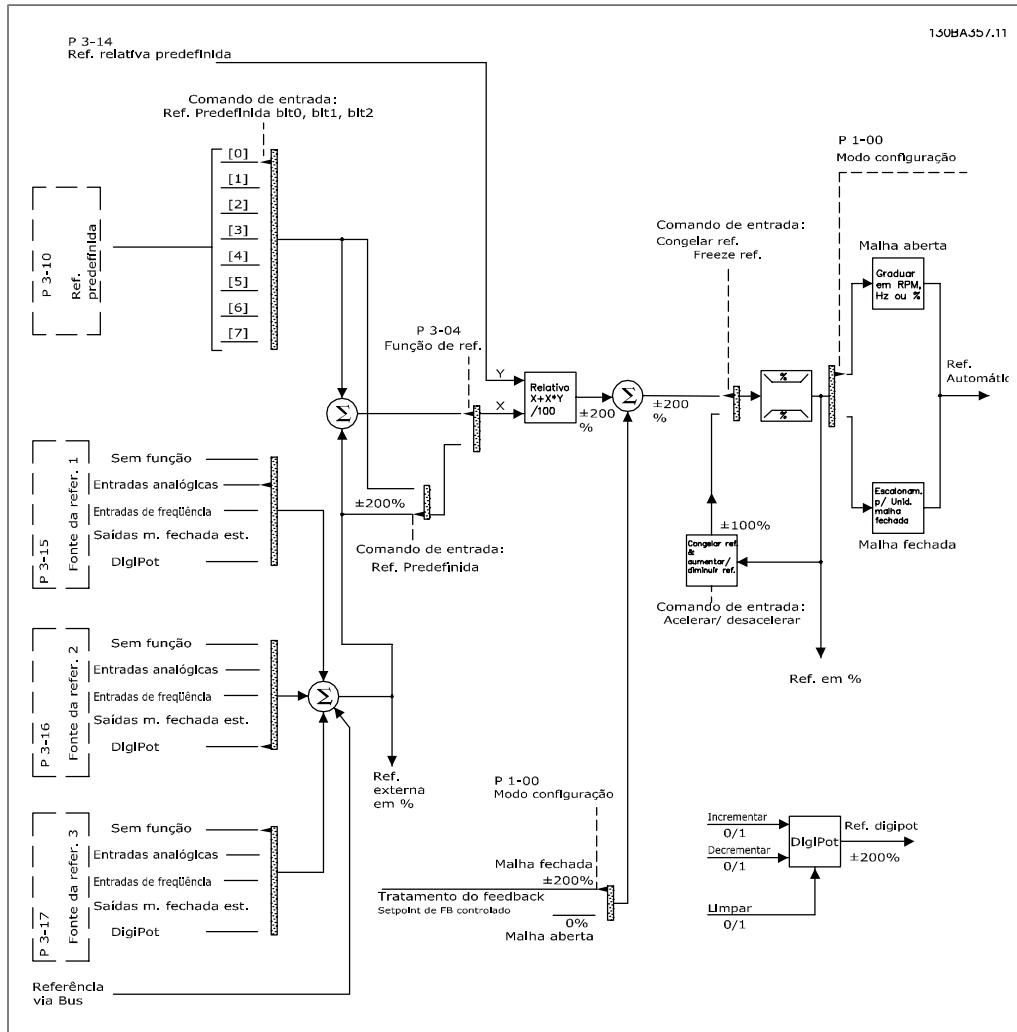 130BA357.11
P 3-14
Ref. relativa predefinida
Comando de entrada:
Ref. Predefinida bit0, bit1, bit2
[0]
[1]
[2]
[3]
[4]
[5]
[6]
[7]
P 3-10
Ref.
predefinida
P 1-00
Modo configuração
Comando de entrada:
Congelar ref.
Freeze ref.
Malha aberta
Graduar
em RPM,
Hz ou %
P 3-04
Função de ref.
Y
X
Relativo
X+X*Y
/100
±200
%
Σ
±200
%
%
%
Ref.
Automátic
Σ
±200%
Comando de entrada:
Ref. Predefinida
±100%
Congelar ref.
&
aumentar/
diminuir ref.
Comando de entrada:
Acelerar/ desacelerar
Escalonam.
p/ Unid.
malha
fechada
Malha fechada
Ref. em %
P 3-15
Fonte da refer. 1
Sem função
Entradas analógicas
Entradas de freqüência
Saídas m. fechada est.
DigiPot
P 3-16
Fonte da refer. 2
Sem função
Entradas analógicas
Entradas de freqüência
Saídas m. fechada est.
DigiPot
Σ
Ref.
externa
em %
P 3-17
Fonte da refer. 3
Sem função
Entradas analógicas
Entradas de freqüência
Saídas m. fechada est.
DigiPot
Referência
via Bus
P 1-00
Modo configuração
Malha fechada
±200%
Tratamento do feedback
Setpoint de FB controlado
0%
Malha aberta
Incrementar
0/1
Decrementar
0/1
Limpar
0/1
DigiPot
Ref. digipot
±200%